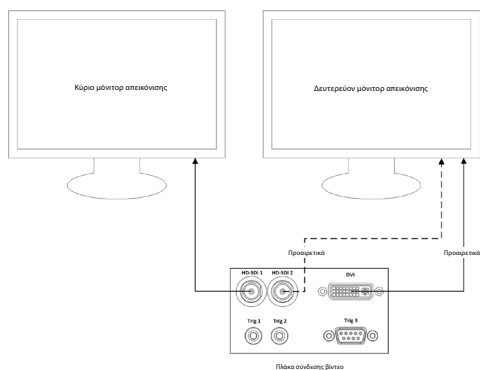 Κύριο μόνιτορ απεικόνισης
Δευτερεύον μόνιτορ απεικόνισης
Προαιρετικά
Προαιρετικά
HD-SDI 1
HD-SDI 2
DVI
Trig 1
Trig 2
Trig 3
Πλάκα σύνδεσης βίντεο